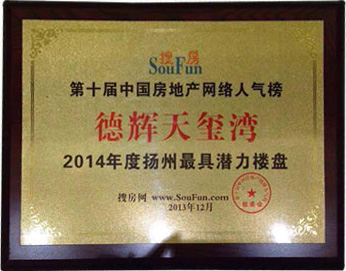 搜房
SouFun
第十届中国房地产网络人气榜
德辉天玺湾
2014年度扬州最具潜力楼盘
搜房网 www.SouFun.com
2013年12月